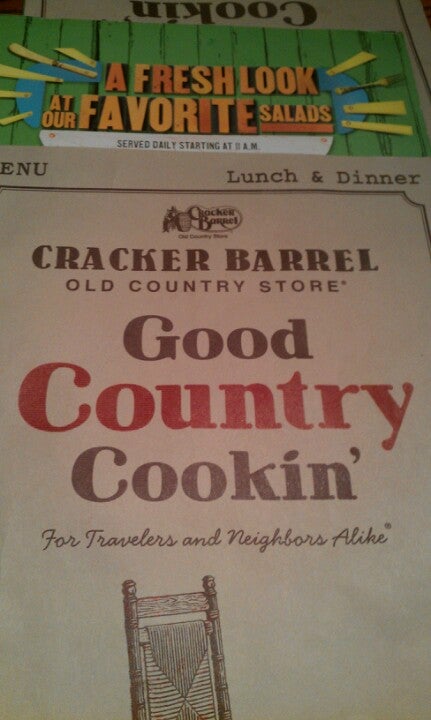 Cookin'
A FRESH LOOK
AT OUR FAVORITE SALADS
SERVED DAILY STARTING AT 11 A.M.
ENU
Lunch & Dinner
Cracker Barrel
Old Country Store
CRACKER BARREL
OLD COUNTRY STORE®
Good
Country
Cookin'
For Travelers and Neighbors Alike®